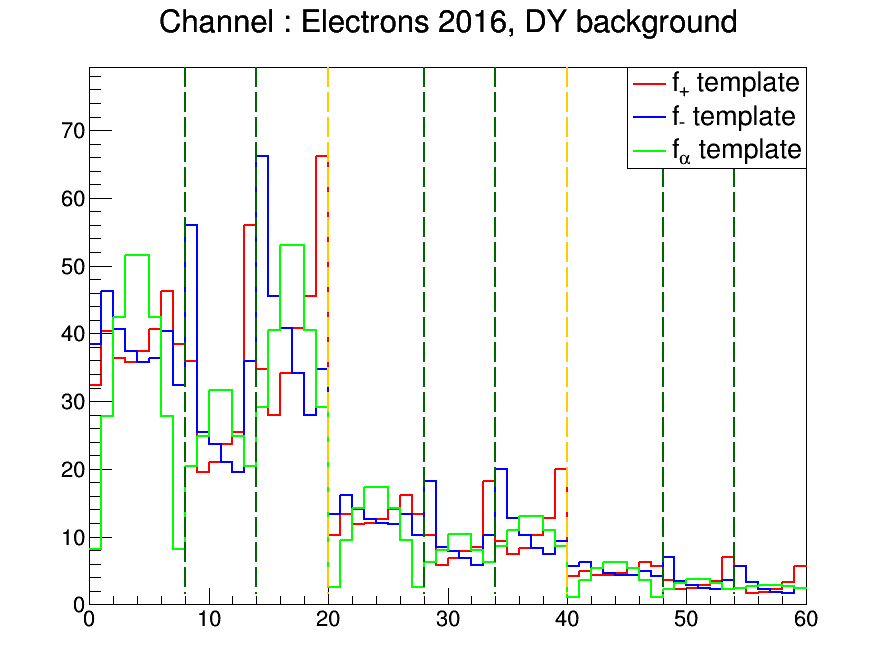 Channel : Electrons 2016, DY background
f+ template
f- template
fα template
70
60
50
40
30
20
10
0
0 10 20 30 40 50 60